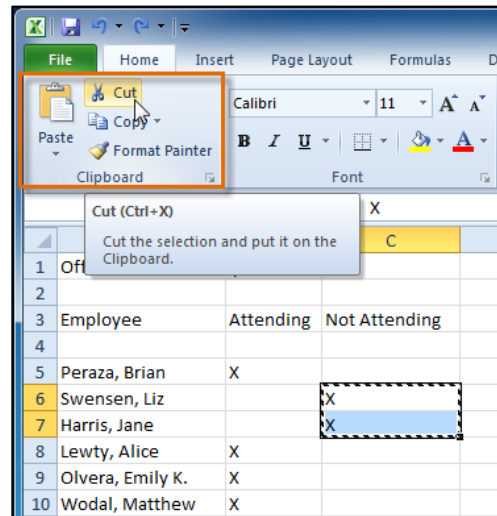 File Home Insert Page Layout Formulas D
Cut
Calibri 11 A A
Copy
Paste
B I U A
Format Painter
Clipboard Font
X
Cut (Ctrl+X)
Cut the selection and put it on the
Clipboard.
C
1 Off
2
3 Employee Attending Not Attending
4
5 Peraza, Brian X
6 Swensen, Liz X
7 Harris, Jane X
8 Lewty, Alice X
9 Olvera, Emily K. X
10 Wodal, Matthew X